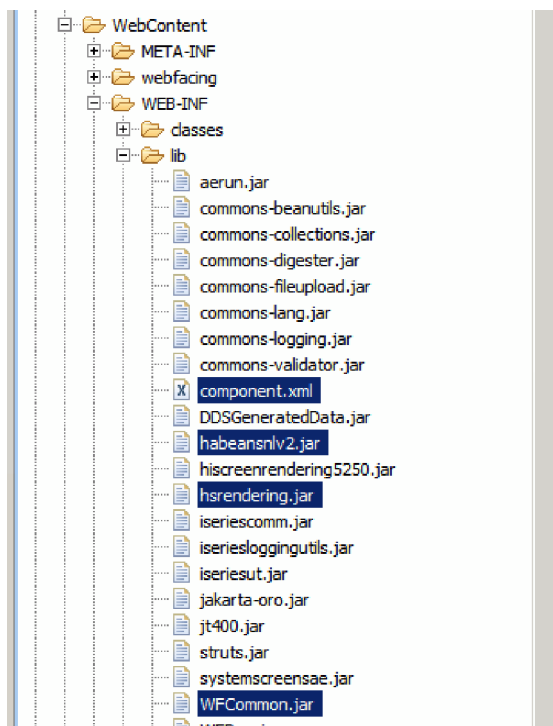 WebContent
META-INF
webfacing
WEB-INF
classes
lib
aerun.jar
commons-beanutils.jar
commons-collections.jar
commons-digester.jar
commons-fileupload.jar
commons-lang.jar
commons-logging.jar
commons-validator.jar
component.xml
DDSGeneratedData.jar
habeansnlv2.jar
hiscreenrendering5250.jar
hsrendering.jar
iseriescomm.jar
iseriesloggingutils.jar
iseriesut.jar
jakarta-oro.jar
jt400.jar
struts.jar
systemscreensae.jar
WFCommon.jar